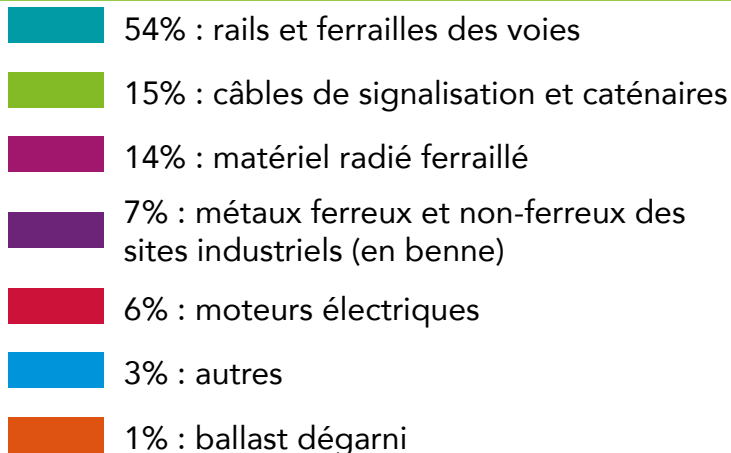 54% : rails et ferrailles des voies
15% : câbles de signalisation et caténaires
14% : matériel radié ferraillé
7% : métaux ferreux et non-ferreux des
sites industriels (en benne)
6% : moteurs électriques
3% : autres
1% : ballast dégarni